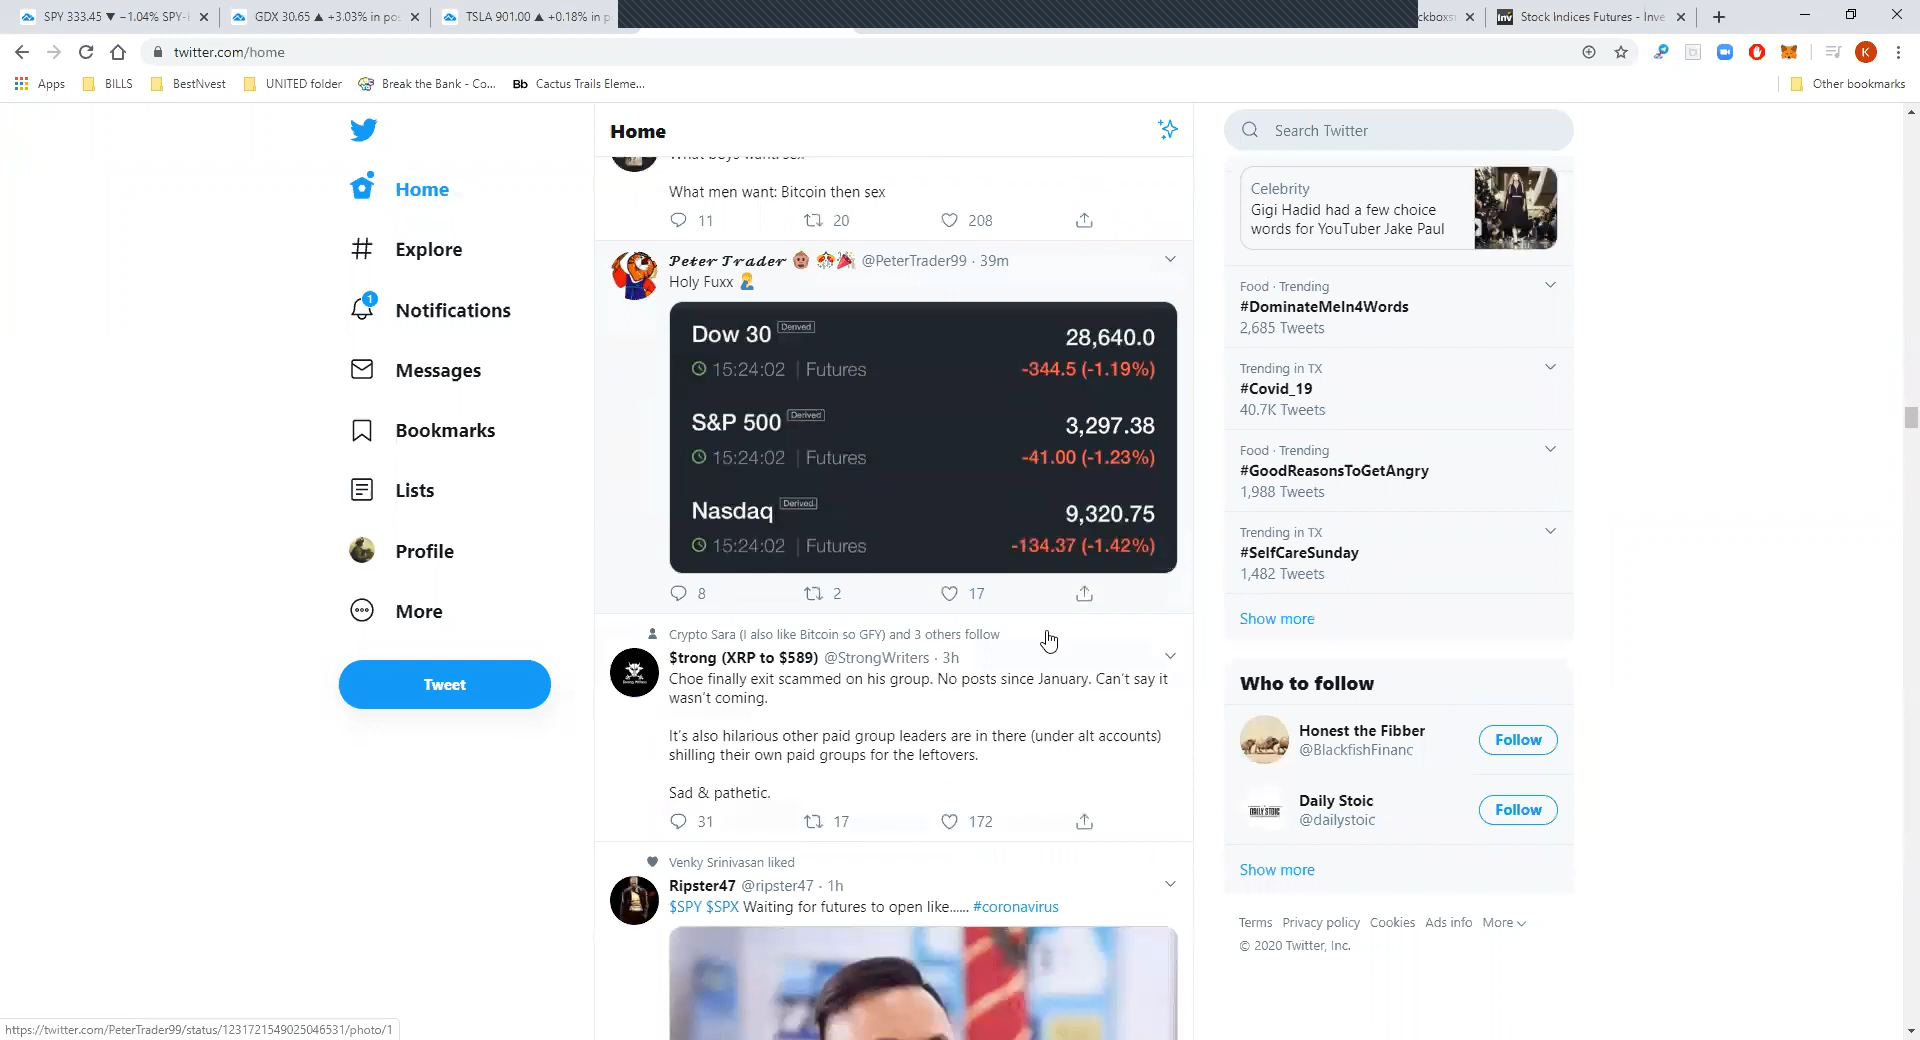 SPY 333.45 ▼ −1.04% SPY-
GDX 30.65 ▲ +3.03% in po
TSLA 901.00 ▲ +0.18% in p
Stock Indices Futures - Inve
twitter.com/home
K
Apps
BILLS
BestNvest
UNITED folder
Break the Bank - Co...
Bb Cactus Trails Eleme...
Other bookmarks
Home
Explore
1
Notifications
Messages
Bookmarks
Lists
Profile
More
Tweet
Home
What boys want: sex
What men want: Bitcoin then sex
11 20 208
Peter Trader @PeterTrader99 · 39m
Holy Fuxx
Dow 30 Derived 28,640.0
15:24:02 | Futures -344.5 (-1.19%)
S&P 500 Derived 3,297.38
15:24:02 | Futures -41.00 (-1.23%)
Nasdaq Derived 9,320.75
15:24:02 | Futures -134.37 (-1.42%)
8 2 17
Crypto Sara (I also like Bitcoin so GFY) and 3 others follow
$trong (XRP to $589) @StrongWriters · 3h
Choe finally exit scammed on his group. No posts since January. Can't say it
wasn't coming.
It's also hilarious other paid group leaders are in there (under alt accounts)
shilling their own paid groups for the leftovers.
Sad & pathetic.
31 17 172
Venky Srinivasan liked
Ripster47 @ripster47 · 1h
$SPY $SPX Waiting for futures to open like...... #coronavirus
Search Twitter
Celebrity
Gigi Hadid had a few choice
words for YouTuber Jake Paul
Food · Trending
#DominateMeIn4Words
2,685 Tweets
Trending in TX
#Covid_19
40.7K Tweets
Food · Trending
#GoodReasonsToGetAngry
1,988 Tweets
Trending in TX
#SelfCareSunday
1,482 Tweets
Show more
Who to follow
Honest the Fibber
@BlackfishFinanc
Follow
DAILY STOIC
Daily Stoic
@dailystoic
Follow
Show more
Terms Privacy policy Cookies Ads info More
© 2020 Twitter, Inc.
https://twitter.com/PeterTrader99/status/1231721549025046531/photo/1